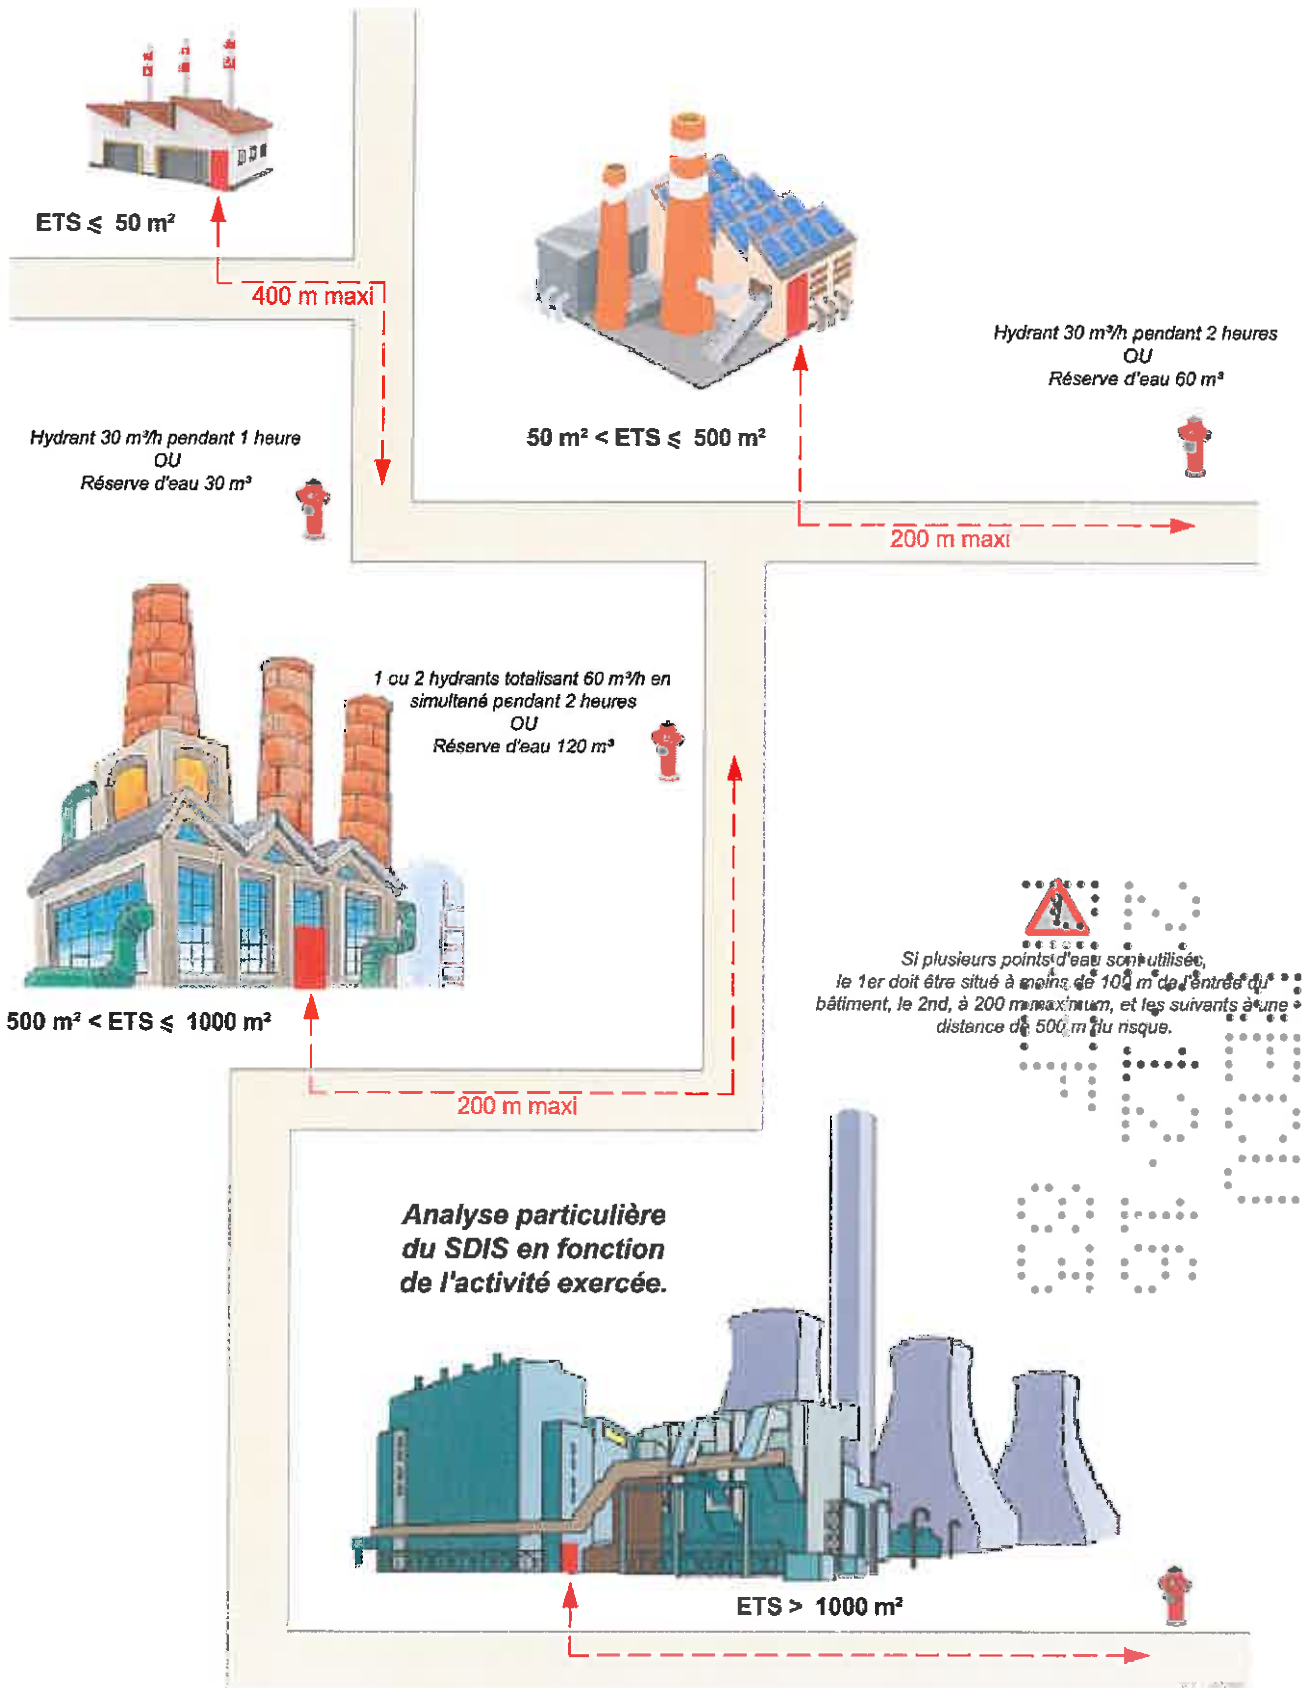 ETS ⩽ 50 m²
400 m maxi
Hydrant 30 m³/h pendant 2 heures
OU
Réserve d'eau 60 m³
50 m² < ETS ⩽ 500 m²
Hydrant 30 m³/h pendant 1 heure
OU
Réserve d'eau 30 m³
200 m maxi
1 ou 2 hydrants totalisant 60 m³/h en
simultané pendant 2 heures
OU
Réserve d'eau 120 m³
Si plusieurs points d'eau sont utilisés,
le 1er doit être situé à moins de 100 m de l'entrée du
bâtiment, le 2nd, à 200 m maximum, et les suivants à une
distance de 500 m du risque.
500 m² < ETS ⩽ 1000 m²
200 m maxi
Analyse particulière
du SDIS en fonction
de l'activité exercée.
ETS > 1000 m²